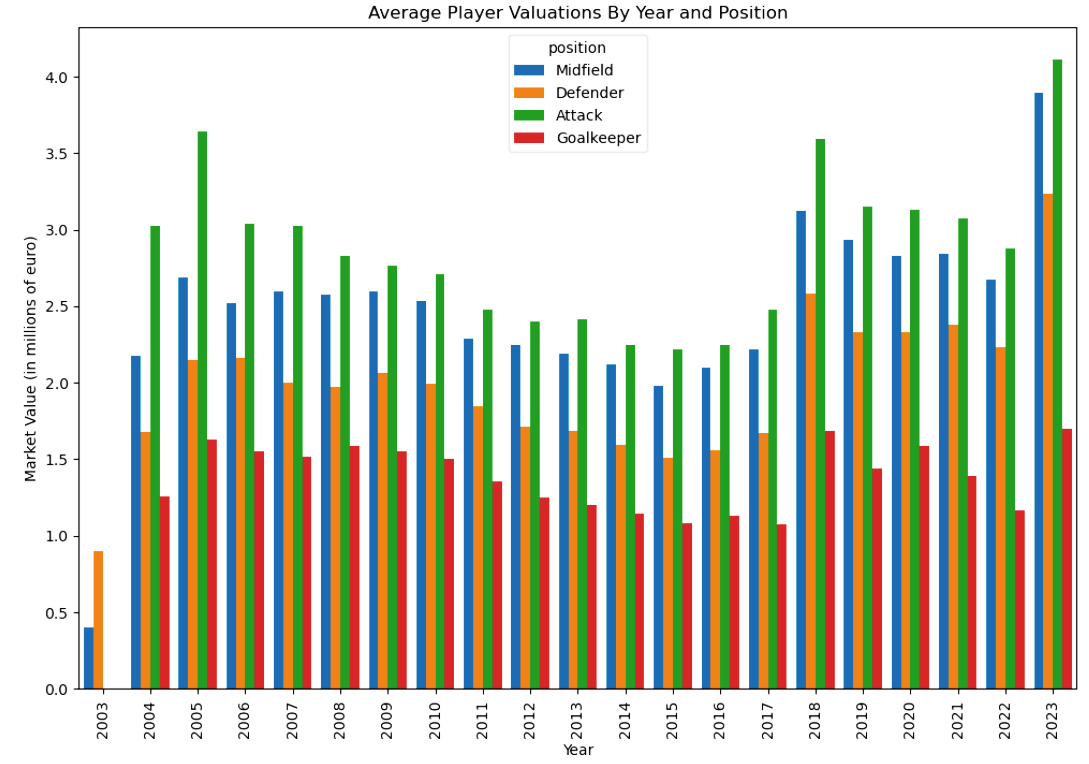 Average Player Valuations By Year and Position
position
Midfield
Defender
Attack
Goalkeeper
Market Value (in millions of euro)
4.0
3.5
3.0
2.5
2.0
1.5
1.0
0.5
0.0
2003 2004 2005 2006 2007 2008 2009 2010 2011 2012 2013 2014 2015 2016 2017 2018 2019 2020 2021 2022 2023
Year